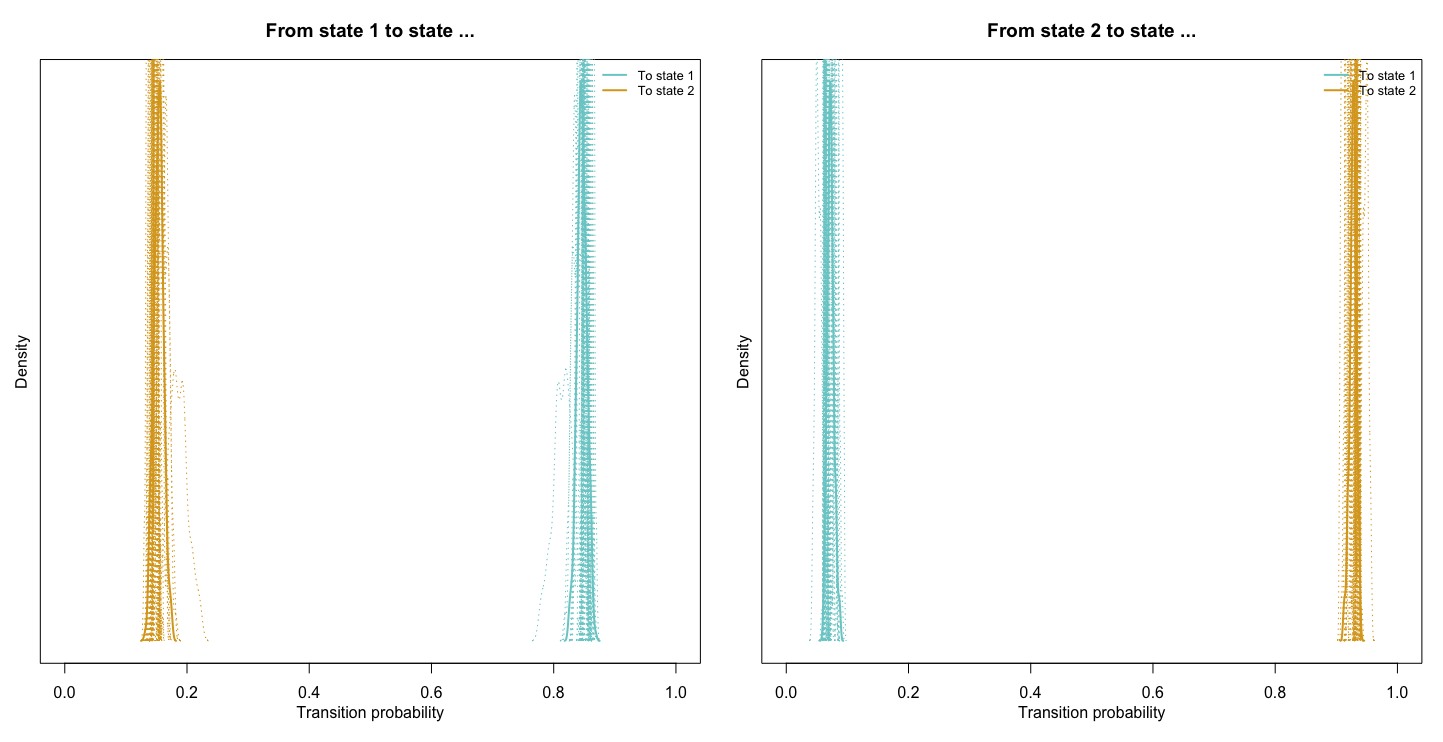 From state 1 to state ...
To state 1
To state 2
Density
0.0 0.2 0.4 0.6 0.8 1.0
Transition probability
From state 2 to state ...
To state 1
To state 2
Density
0.0 0.2 0.4 0.6 0.8 1.0
Transition probability